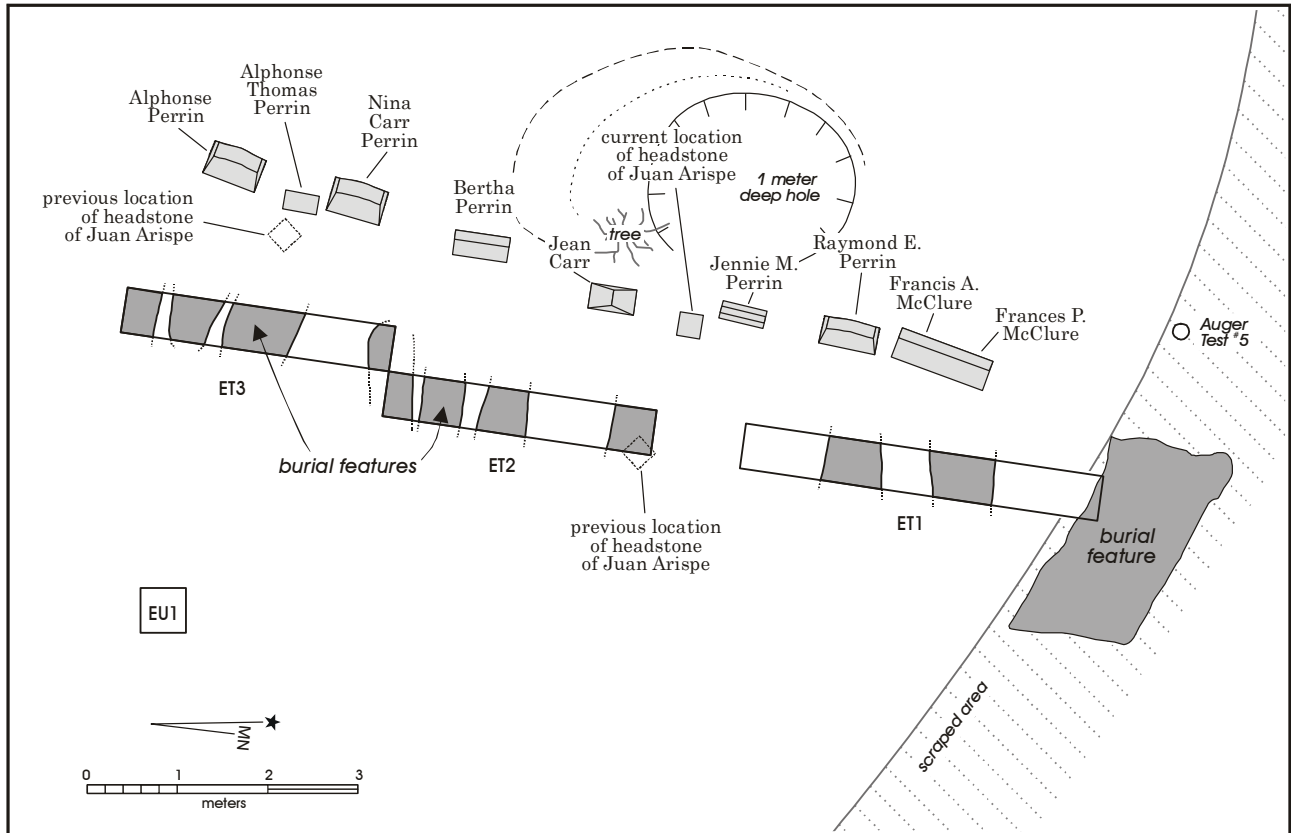 Alphonse
Perrin
Alphonse
Thomas
Perrin
Nina
Carr
Perrin
previous location
of headstone
of Juan Arispe
Bertha
Perrin
Jean
Carr
tree
current location
of headstone
of Juan Arispe
1 meter
deep hole
Jennie M.
Perrin
Raymond E.
Perrin
Francis A.
McClure
Frances P.
McClure
Auger
Test #5
ET3
burial features
ET2
previous location
of headstone
of Juan Arispe
ET1
burial
feature
EU1
scraped area
MN
0 1 2 3
meters